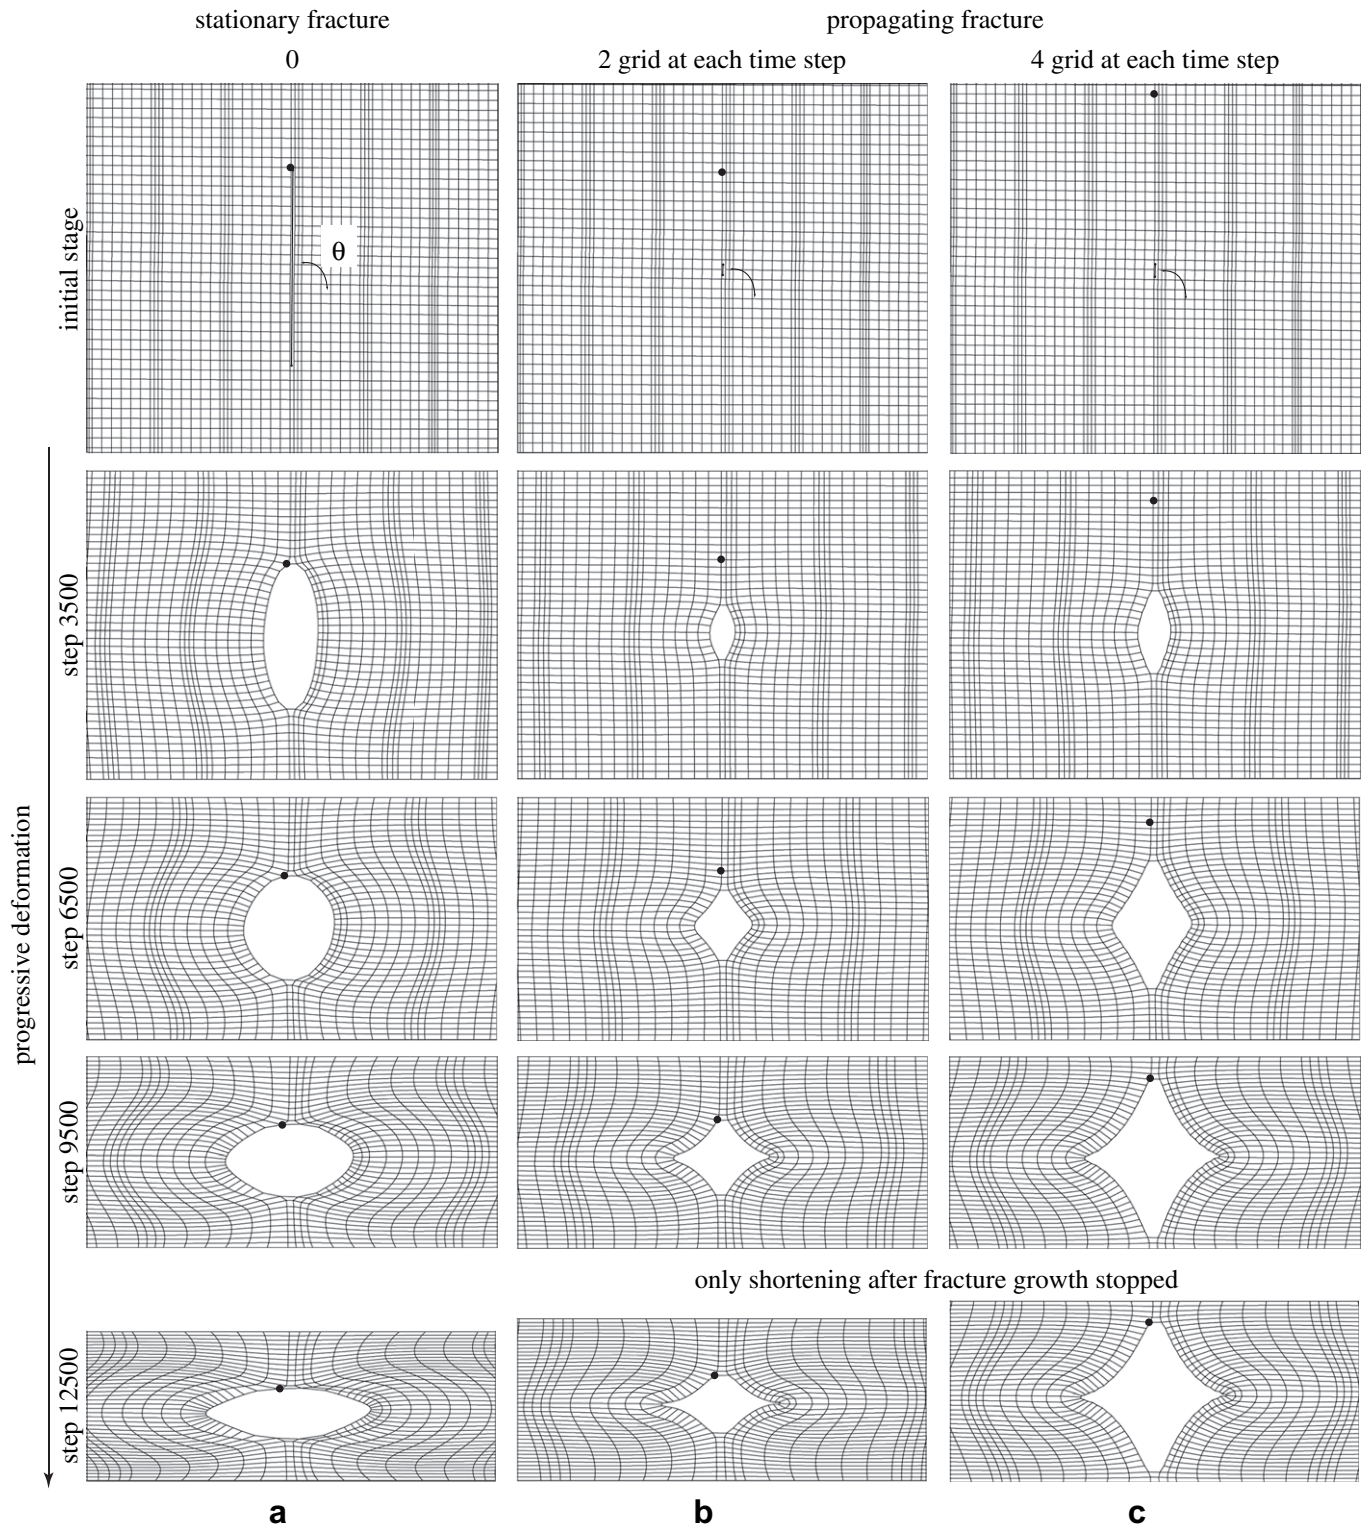 stationary fracture
propagating fracture
0
2 grid at each time step
4 grid at each time step
initial stage
θ
progressive deformation
step 3500
step 6500
step 9500
only shortening after fracture growth stopped
step 12500
a
b
c